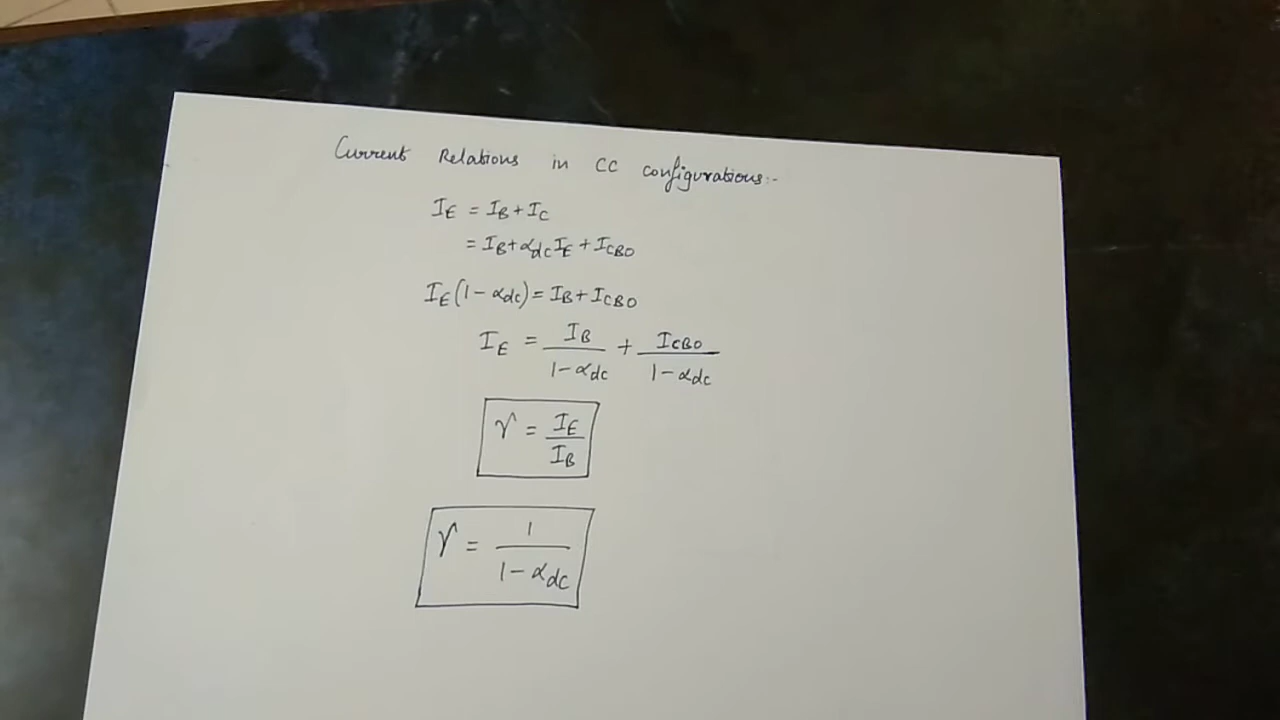 Current Relations in CC configurations:-
I_E = I_B + I_C
= I_B + α_dc I_E + I_CBO
I_E (1 - α_dc) = I_B + I_CBO
I_E = I_B / (1 - α_dc) + I_CBO / (1 - α_dc)
γ = I_E / I_B
γ = 1 / (1 - α_dc)